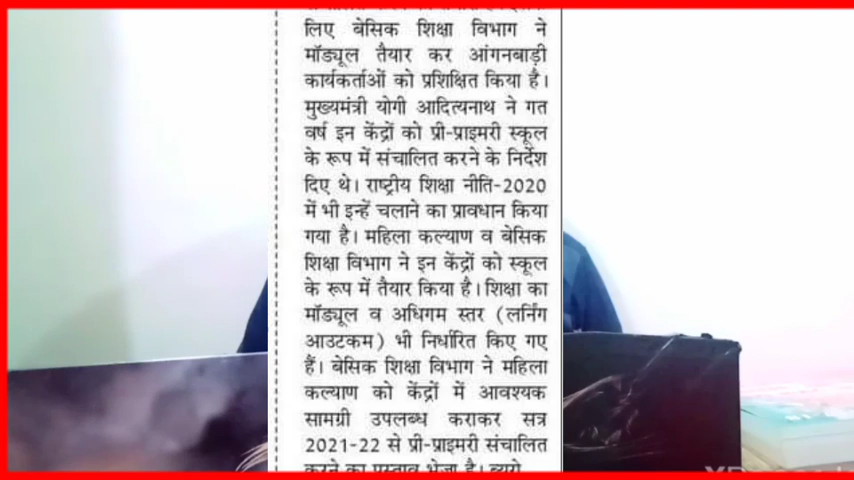 लिए बेसिक शिक्षा विभाग ने
मॉड्यूल तैयार कर आंगनबाड़ी
कार्यकर्ताओं को प्रशिक्षित किया है।
मुख्यमंत्री योगी आदित्यनाथ ने गत
वर्ष इन केंद्रों को प्री-प्राइमरी स्कूल
के रूप में संचालित करने के निर्देश
दिए थे। राष्ट्रीय शिक्षा नीति-2020
में भी इन्हें चलाने का प्रावधान किया
गया है। महिला कल्याण व बेसिक
शिक्षा विभाग ने इन केंद्रों को स्कूल
के रूप में तैयार किया है। शिक्षा का
मॉड्यूल व अधिगम स्तर (लर्निंग
आउटकम) भी निर्धारित किए गए
हैं। बेसिक शिक्षा विभाग ने महिला
कल्याण को केंद्रों में आवश्यक
सामग्री उपलब्ध कराकर सत्र
2021-22 से प्री-प्राइमरी संचालित
करने का प्रस्ताव भेजा है। ब्यूरो